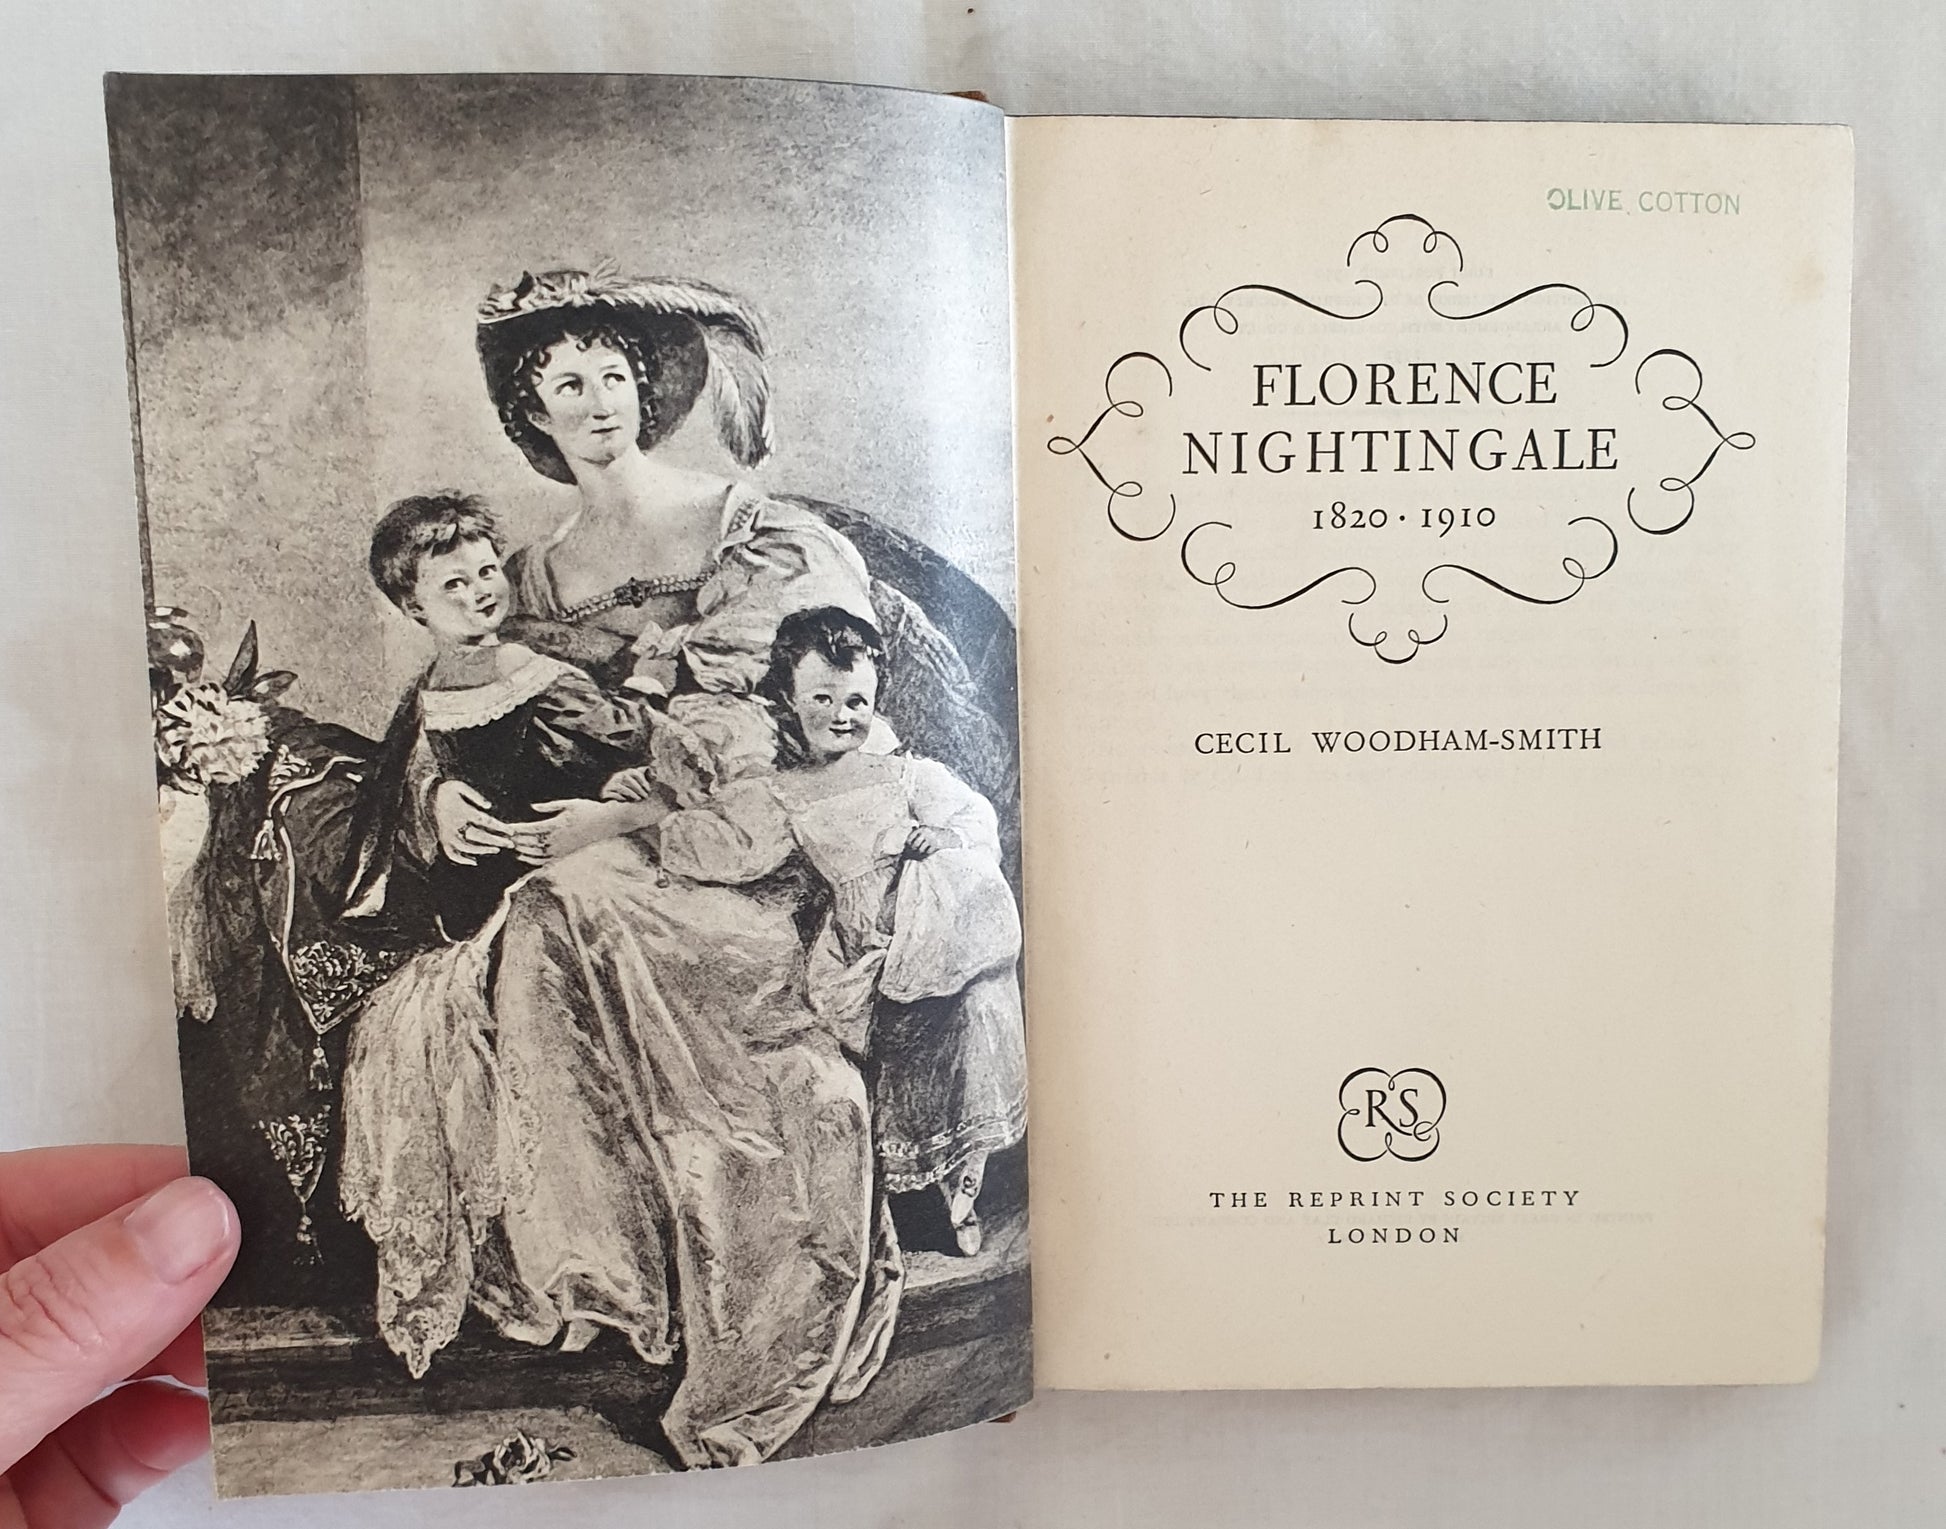 OLIVE COTTON
FLORENCE
NIGHTINGALE
1820 · 1910
CECIL WOODHAM-SMITH
RS
THE REPRINT SOCIETY
LONDON